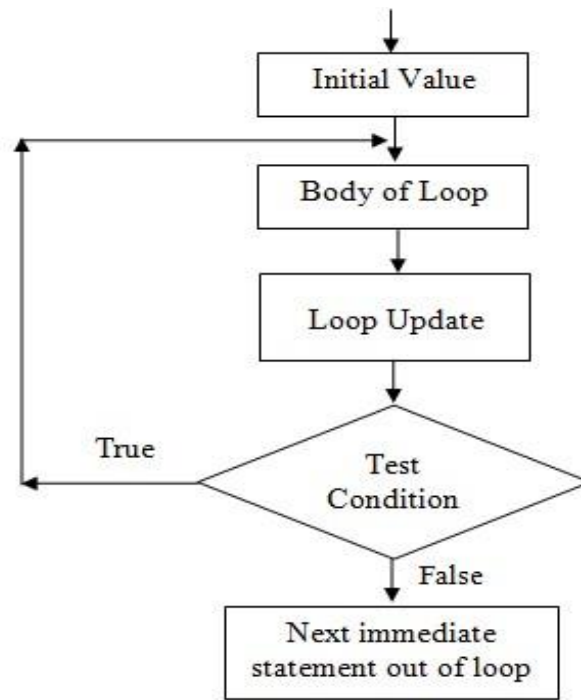 Initial Value
Body of Loop
Loop Update
Test
Condition
True
False
Next immediate
statement out of loop